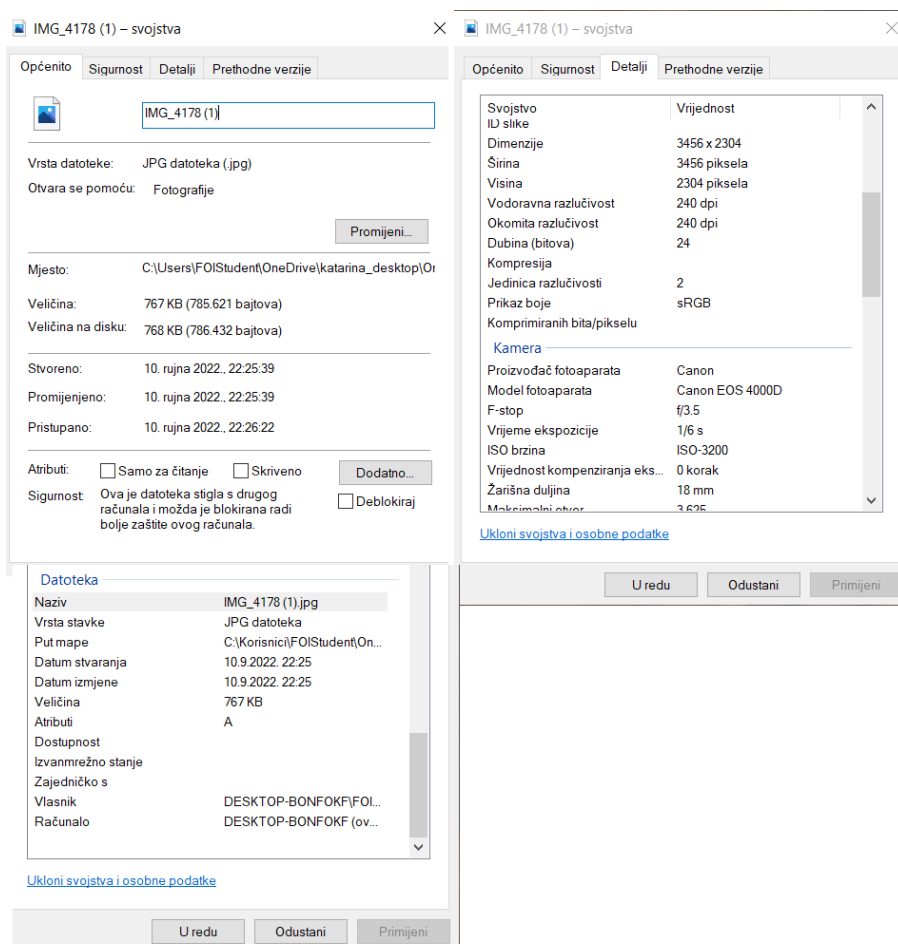 IMG_4178 (1) – svojstva
Općenito Sigurnost Detalji Prethodne verzije
IMG_4178 (1)
Vrsta datoteke: JPG datoteka (.jpg)
Otvara se pomoću: Fotografije
Promijeni...
Mjesto: C:\Users\FOIStudent\OneDrive\katarina_desktop\Or
Veličina: 767 KB (785.621 bajtova)
Veličina na disku: 768 KB (786.432 bajtova)
Stvoreno: 10. rujna 2022., 22:25:39
Promijenjeno: 10. rujna 2022., 22:25:39
Pristupano: 10. rujna 2022., 22:26:22
Atributi: Samo za čitanje Skriveno Dodatno...
Sigurnost: Ova je datoteka stigla s drugog
računala i možda je blokirana radi
bolje zaštite ovog računala.
Deblokiraj
IMG_4178 (1) – svojstva
Općenito Sigurnost Detalji Prethodne verzije
Svojstvo Vrijednost
ID slike
Dimenzije 3456 x 2304
Širina 3456 piksela
Visina 2304 piksela
Vodoravna razlučivost 240 dpi
Okomita razlučivost 240 dpi
Dubina (bitova) 24
Kompresija
Jedinica razlučivosti 2
Prikaz boje sRGB
Komprimiranih bita/pikselu
Kamera
Proizvođač fotoaparata Canon
Model fotoaparata Canon EOS 4000D
F-stop f/3.5
Vrijeme ekspozicije 1/6 s
ISO brzina ISO-3200
Vrijednost kompenziranja eks... 0 korak
Žarišna duljina 18 mm
Maksimalni otvor 3.625
Ukloni svojstva i osobne podatke
U redu Odustani Primijeni
Datoteka
Naziv IMG_4178 (1).jpg
Vrsta stavke JPG datoteka
Put mape C:\Korisnici\FOIStudent\On...
Datum stvaranja 10.9.2022. 22:25
Datum izmjene 10.9.2022. 22:25
Veličina 767 KB
Atributi A
Dostupnost
Izvanmrežno stanje
Zajedničko s
Vlasnik DESKTOP-BONFOKF\FOI...
Računalo DESKTOP-BONFOKF (ov...
Ukloni svojstva i osobne podatke
U redu Odustani Primijeni